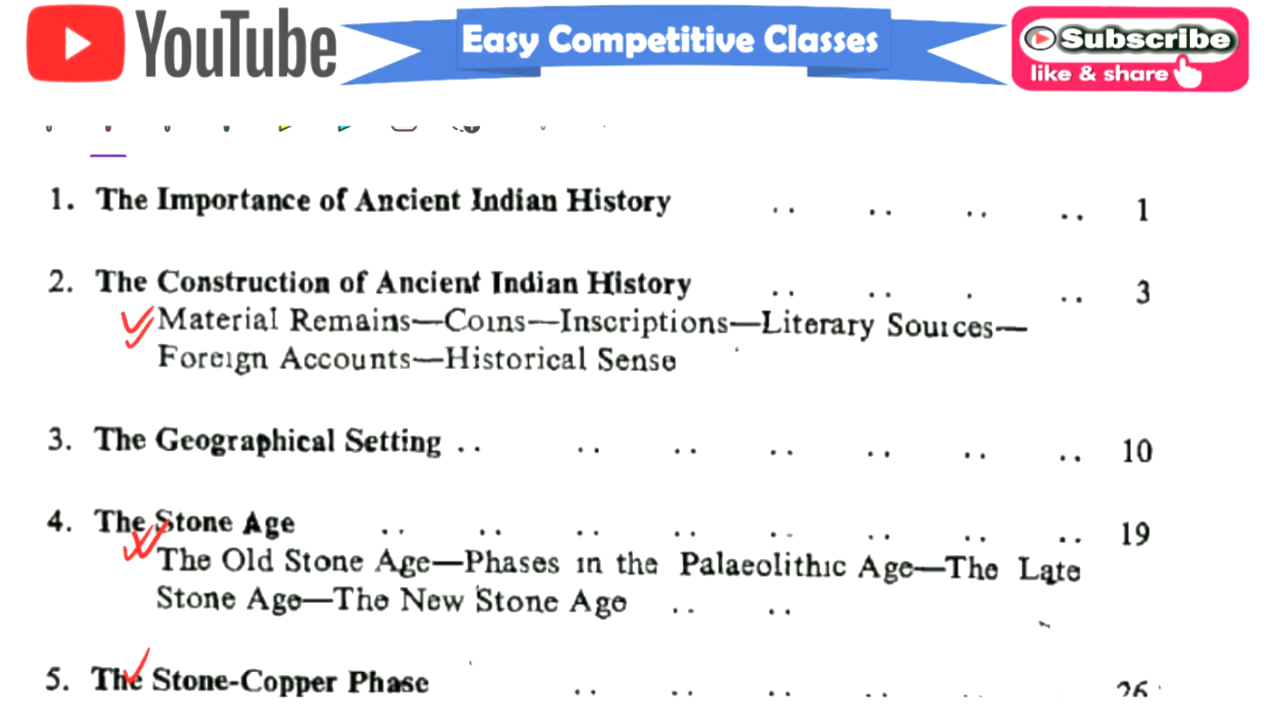 YouTube
Easy Competitive Classes
Subscribe
like & share
1. The Importance of Ancient Indian History .. .. .. .. 1
2. The Construction of Ancient Indian History .. .. . .. 3
Material Remains—Coins—Inscriptions—Literary Sources—
Foreign Accounts—Historical Sense
3. The Geographical Setting .. .. .. .. .. .. .. 10
4. The Stone Age .. .. .. .. .. .. .. .. 19
The Old Stone Age—Phases in the Palaeolithic Age—The Late
Stone Age—The New Stone Age .. ..
5. The Stone-Copper Phase .. .. .. .. .. .. 26